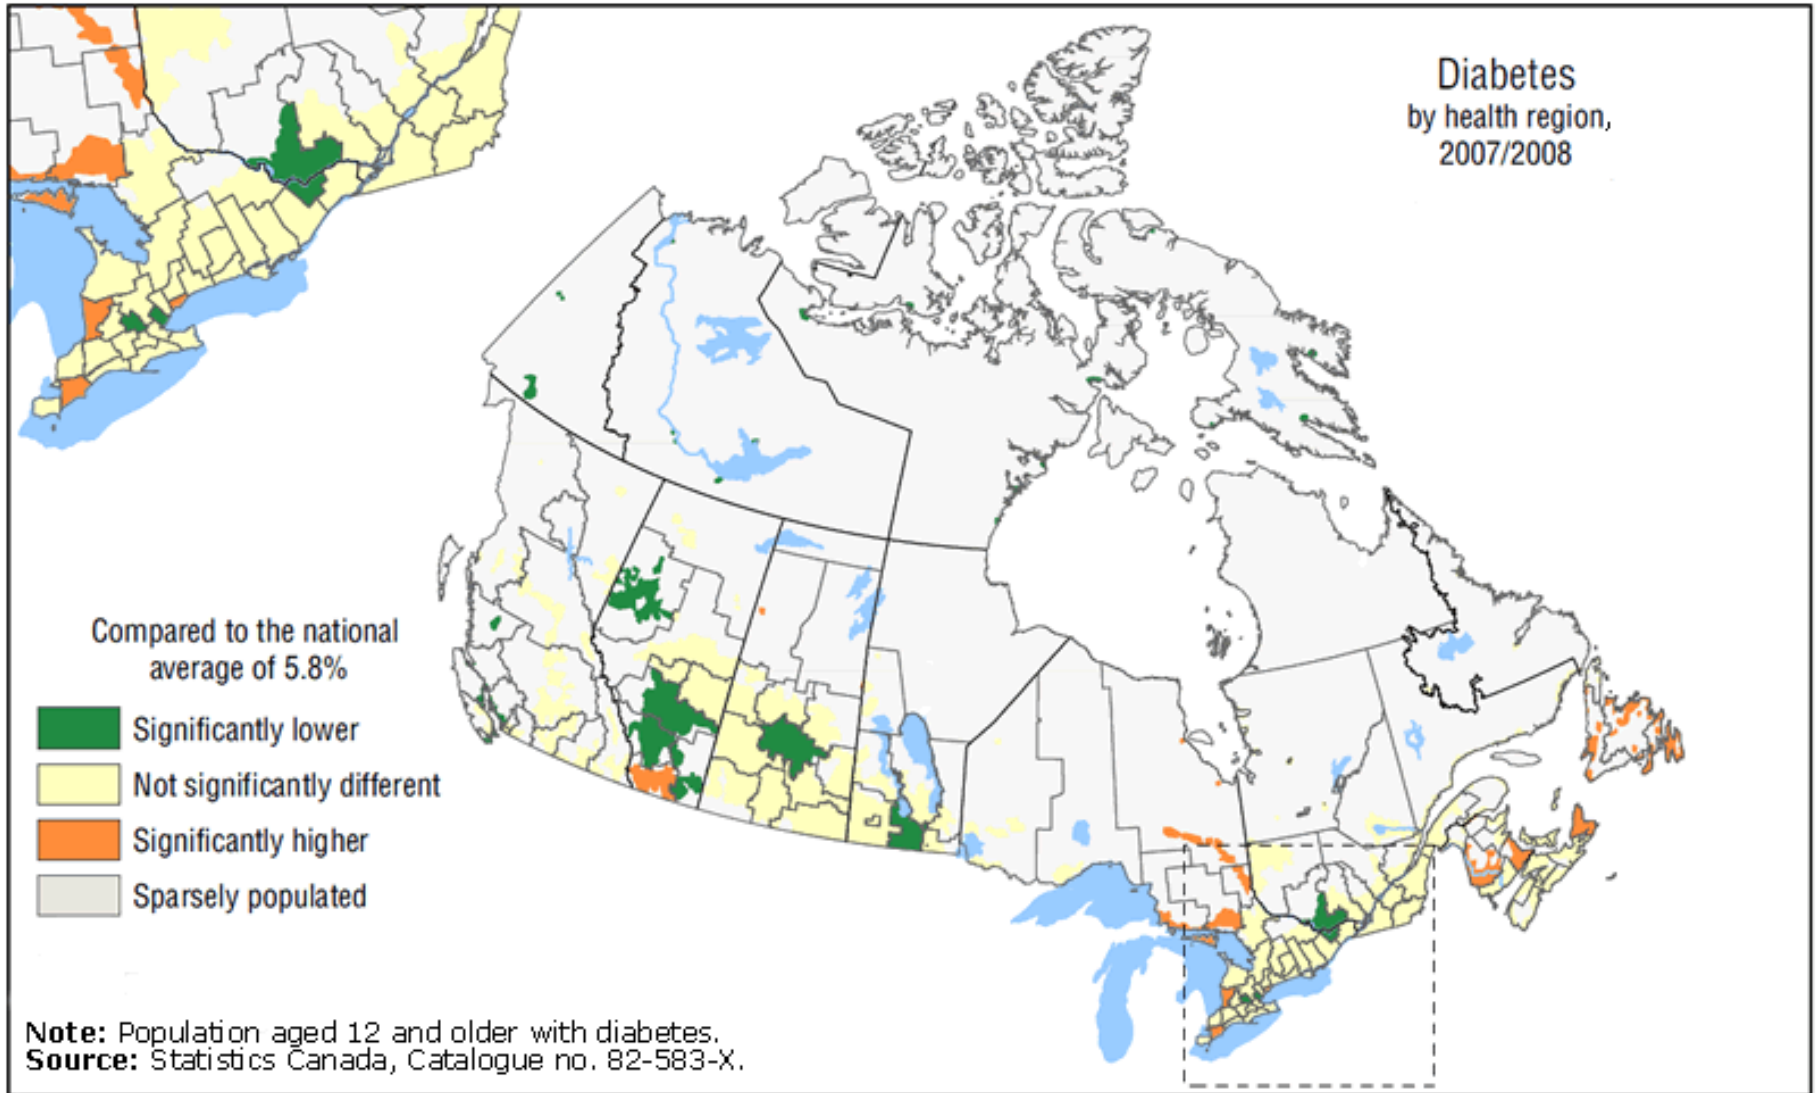 Diabetes
by health region,
2007/2008
Compared to the national
average of 5.8%
Significantly lower
Not significantly different
Significantly higher
Sparsely populated
Note: Population aged 12 and older with diabetes.
Source: Statistics Canada, Catalogue no. 82-583-X.